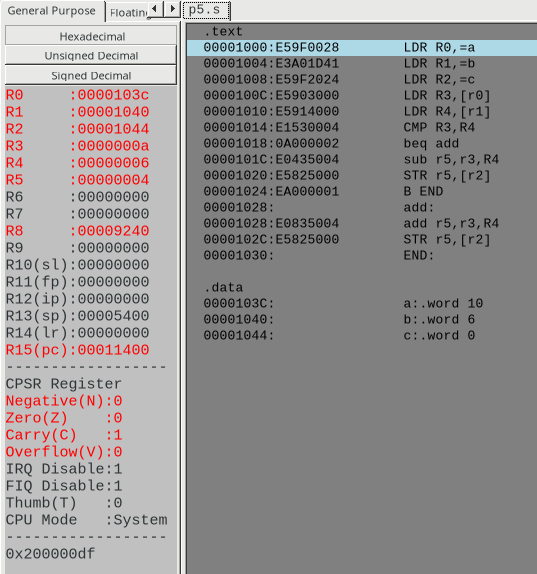 General Purpose Floating
Hexadecimal
Unsigned Decimal
Signed Decimal
R0 :0000103c
R1 :00001040
R2 :00001044
R3 :0000000a
R4 :00000006
R5 :00000004
R6 :00000000
R7 :00000000
R8 :00009240
R9 :00000000
R10(sl):00000000
R11(fp):00000000
R12(ip):00000000
R13(sp):00005400
R14(lr):00000000
R15(pc):00011400
------------------
CPSR Register
Negative(N):0
Zero(Z) :0
Carry(C) :1
Overflow(V):0
IRQ Disable:1
FIQ Disable:1
Thumb(T) :0
CPU Mode :System
------------------
0x200000df
p5.s
.text
00001000:E59F0028 LDR R0,=a
00001004:E3A01D41 LDR R1,=b
00001008:E59F2024 LDR R2,=c
0000100C:E5903000 LDR R3,[r0]
00001010:E5914000 LDR R4,[r1]
00001014:E1530004 CMP R3,R4
00001018:0A000002 beq add
0000101C:E0435004 sub r5,r3,R4
00001020:E5825000 STR r5,[r2]
00001024:EA000001 B END
00001028: add:
00001028:E0835004 add r5,r3,R4
0000102C:E5825000 STR r5,[r2]
00001030: END:
.data
0000103C: a:.word 10
00001040: b:.word 6
00001044: c:.word 0